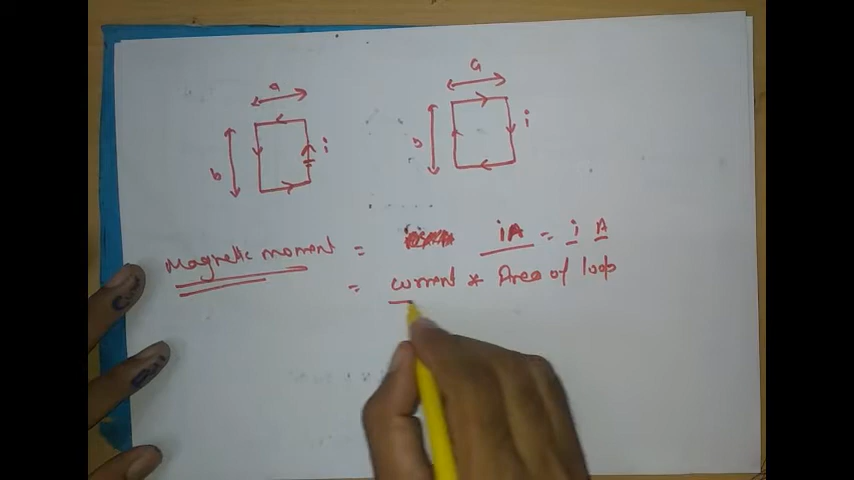 a
b
i
a
b
i
Magnetic moment = iA = i A
= current * Area of loop